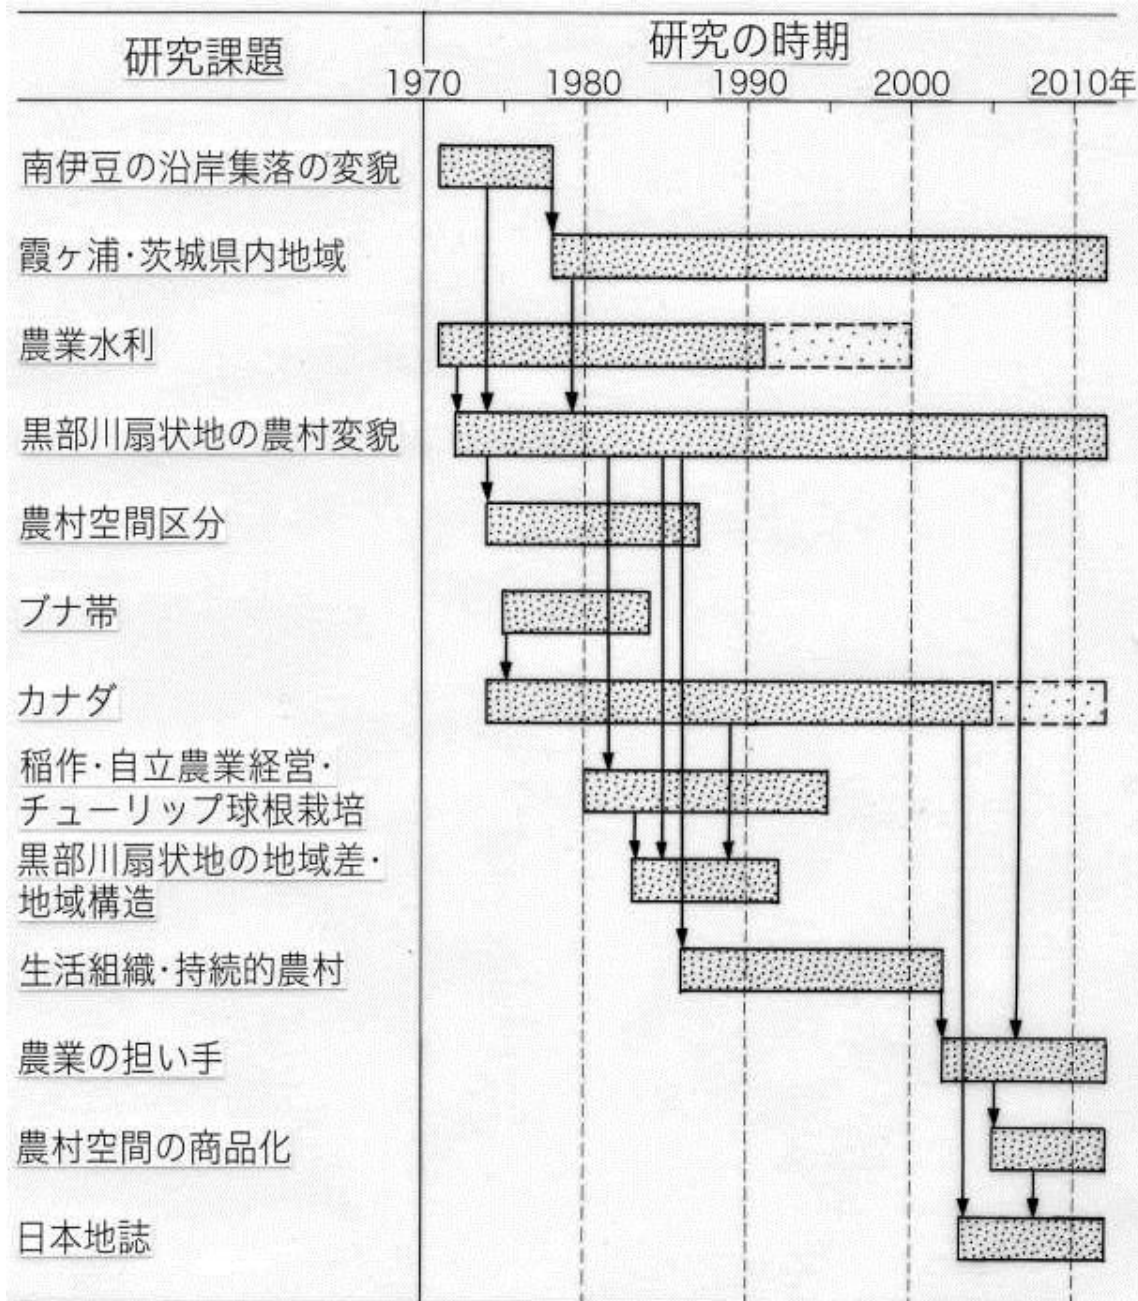 研究課題
研究の時期
1970 1980 1990 2000 2010年
南伊豆の沿岸集落の変貌
霞ヶ浦・茨城県内地域
農業水利
黒部川扇状地の農村変貌
農村空間区分
ブナ帯
カナダ
稲作・自立農業経営・
チューリップ球根栽培
黒部川扇状地の地域差・
地域構造
生活組織・持続的農村
農業の担い手
農村空間の商品化
日本地誌